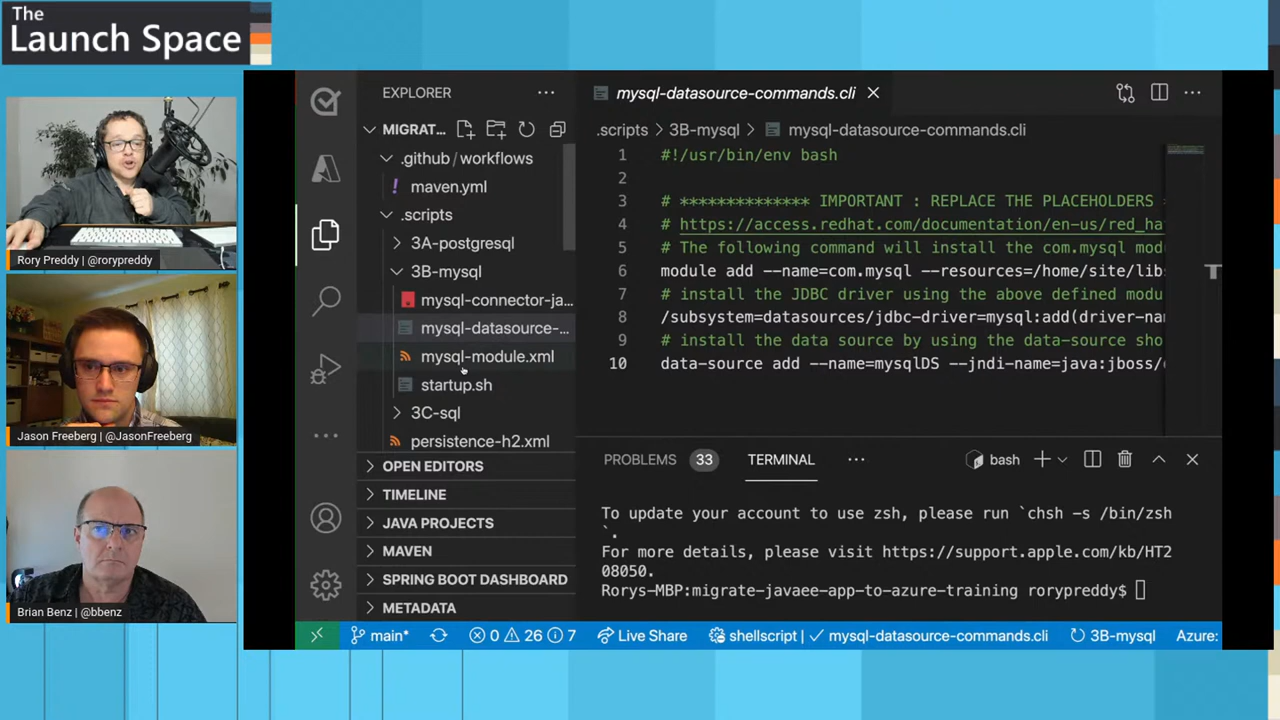 The
Launch Space
Rory Preddy | @rorypreddy
Jason Freeberg | @JasonFreeberg
Brian Benz | @bbenz
EXPLORER
MIGRAT...
.github / workflows
! maven.yml
.scripts
3A-postgresql
3B-mysql
mysql-connector-ja...
mysql-datasource-...
mysql-module.xml
startup.sh
3C-sql
persistence-h2.xml
OPEN EDITORS
TIMELINE
JAVA PROJECTS
MAVEN
SPRING BOOT DASHBOARD
METADATA
mysql-datasource-commands.cli
.scripts > 3B-mysql > mysql-datasource-commands.cli
1 #!/usr/bin/env bash
2
3 # ************** IMPORTANT : REPLACE THE PLACEHOLDERS
4 # https://access.redhat.com/documentation/en-us/red_ha
5 # The following command will install the com.mysql mod
6 module add --name=com.mysql --resources=/home/site/lib
7 # install the JDBC driver using the above defined modu
8 /subsystem=datasources/jdbc-driver=mysql:add(driver-na
9 # install the data source by using the data-source sho
10 data-source add --name=mysqlDS --jndi-name=java:jboss/
PROBLEMS 33 TERMINAL ... bash
To update your account to use zsh, please run `chsh -s /bin/zsh
`.
For more details, please visit https://support.apple.com/kb/HT2
08050.
Rorys-MBP:migrate-javaee-app-to-azure-training rorypreddy$
main* 0 26 7 Live Share shellscript | ✓ mysql-datasource-commands.cli 3B-mysql Azure: